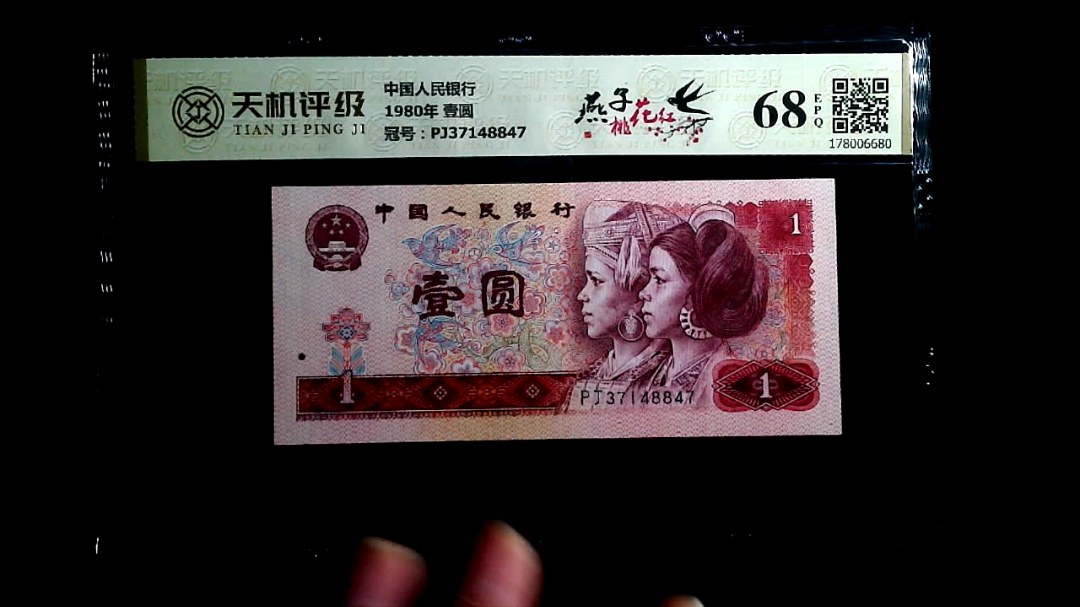 天机评级
TIAN JI PING JI
中国人民银行
1980年 壹圆
冠号：PJ37148847
燕子
桃花红
68
EPQ
178006680
中国人民银行
壹圆
1
1
1
PJ37148847